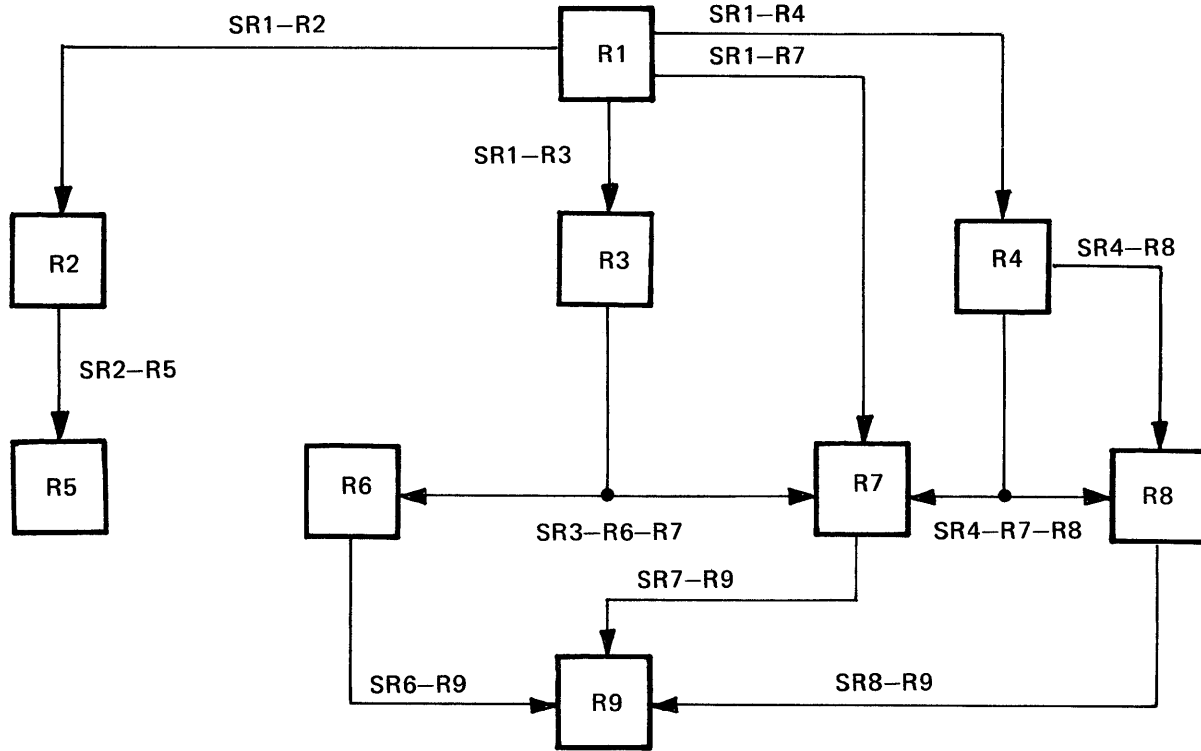 SR1–R4
SR1–R2
R1
SR1–R7
SR1–R3
R2
R3
R4
SR4–R8
SR2–R5
R5
R6
R7
R8
SR3–R6–R7
SR4–R7–R8
SR7–R9
SR6–R9
R9
SR8–R9